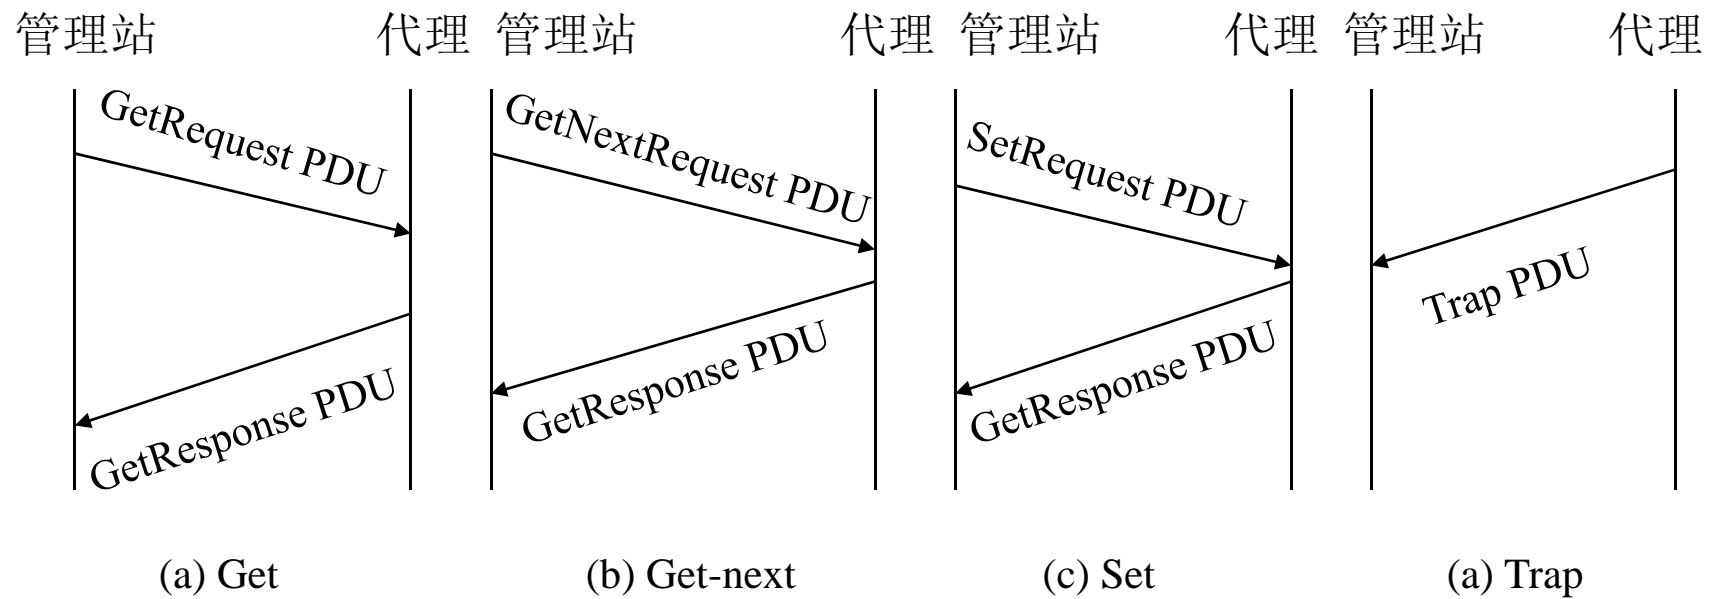 管理站 代理 管理站 代理 管理站 代理 管理站 代理
GetRequest PDU
GetResponse PDU
GetNextRequest PDU
GetResponse PDU
SetRequest PDU
GetResponse PDU
Trap PDU
(a) Get (b) Get-next (c) Set (a) Trap